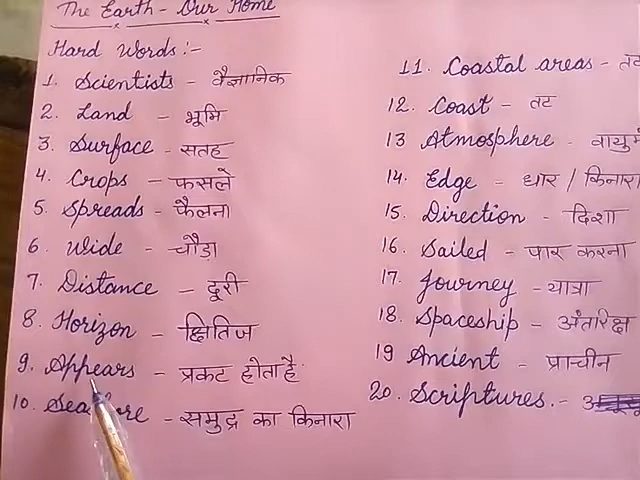 The Earth - Our Home
Hard Words :-
1. Scientists - वैज्ञानिक
2. Land - भूमि
3. Surface - सतह
4. Crops - फसले
5. Spreads - फैलना
6. Wide - चौडा
7. Distance - दूरी
8. Horizon - क्षितिज
9. Appears - प्रकट होता है
10. - समुद्र का किनारा
11. Coastal areas -
12. Coast - तट
13 Atmosphere -
14. Edge - धार / किनारा
15. Direction - दिशा
16. Sailed - पार करना
17. Journey - यात्रा
18. Spaceship - अंतरिक्ष
19 Ancient - प्राचीन
20. Scriptures. -